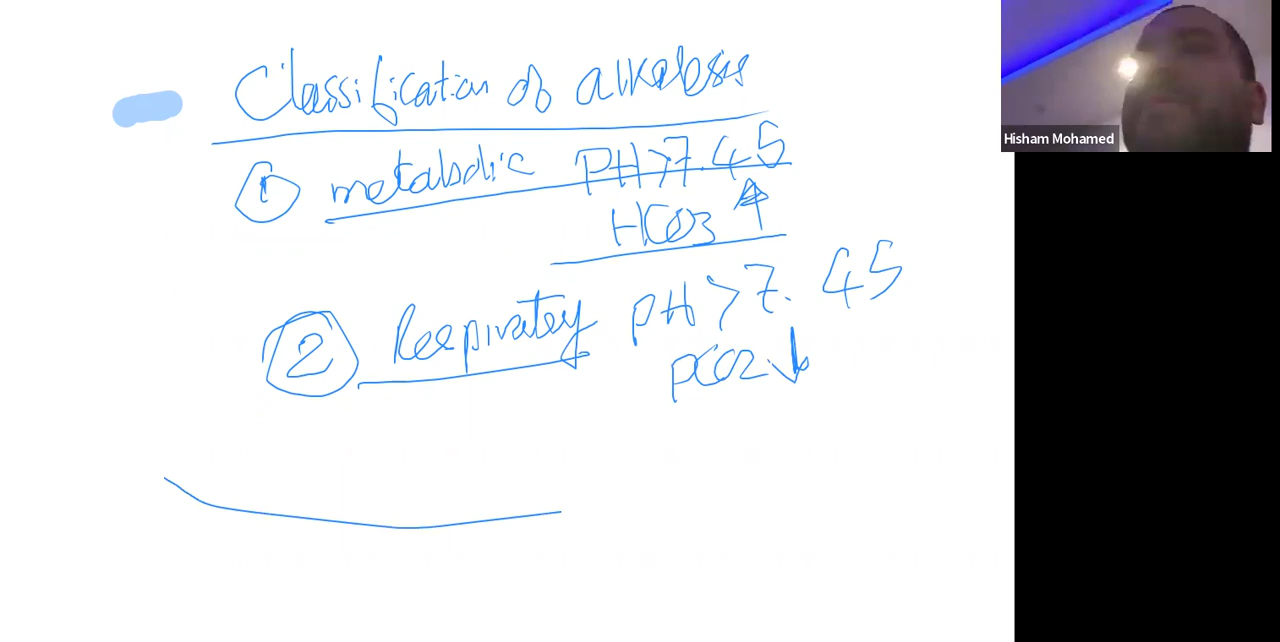 Classification of alkalosis
① metabolic PH>7.45
HCO3 ↑
② Respiratory pH>7.45
pCO2 ↓
Hisham Mohamed